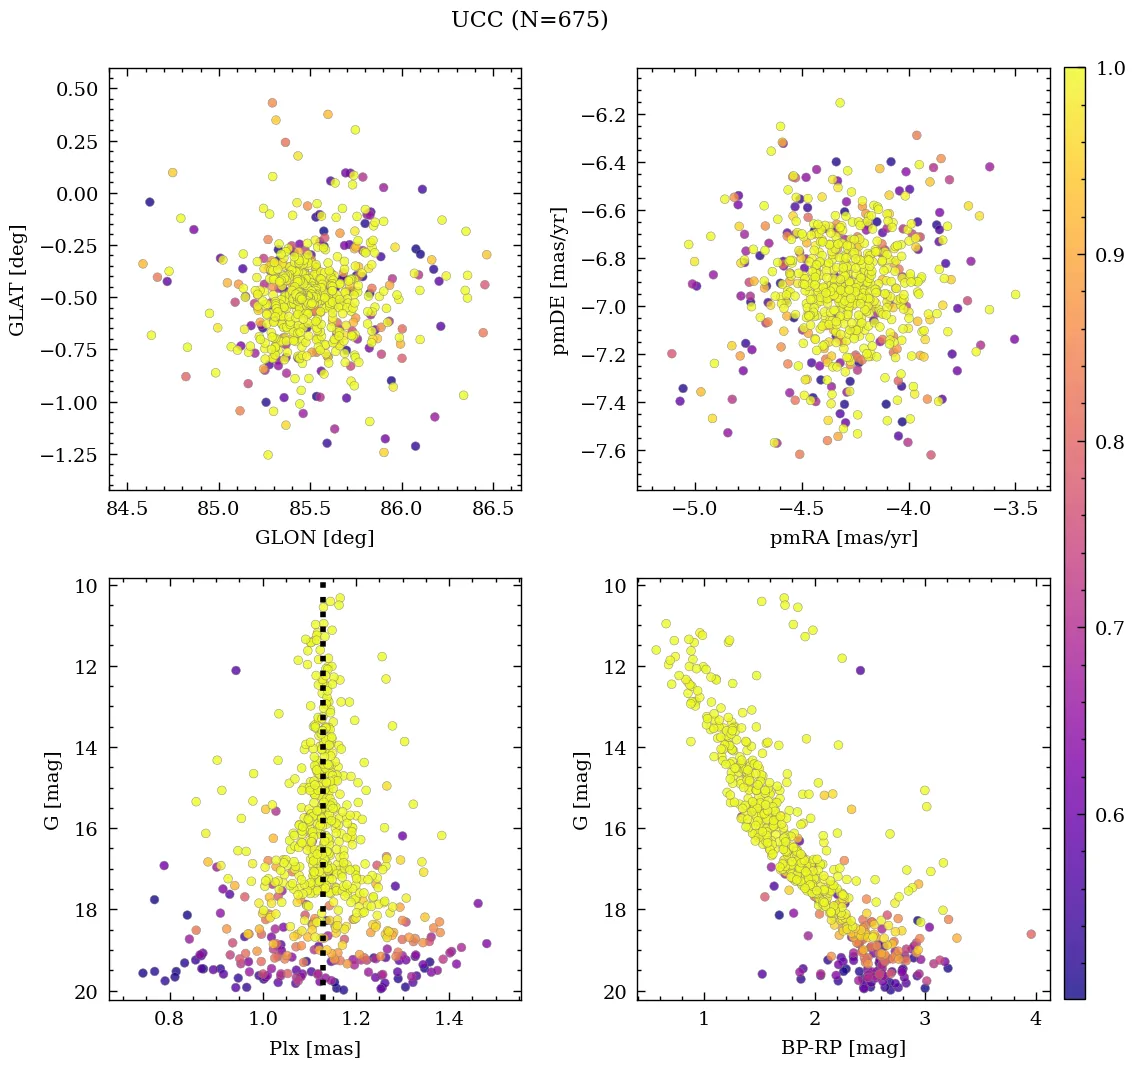 UCC (N=675)
0.50
0.25
0.00
−0.25
−0.50
−0.75
−1.00
−1.25
GLAT [deg]
84.5 85.0 85.5 86.0 86.5
GLON [deg]
−6.2
−6.4
−6.6
−6.8
−7.0
−7.2
−7.4
−7.6
pmDE [mas/yr]
−5.0 −4.5 −4.0 −3.5
pmRA [mas/yr]
10
12
14
16
18
20
G [mag]
0.8 1.0 1.2 1.4
Plx [mas]
10
12
14
16
18
20
G [mag]
1 2 3 4
BP-RP [mag]
1.0
0.9
0.8
0.7
0.6